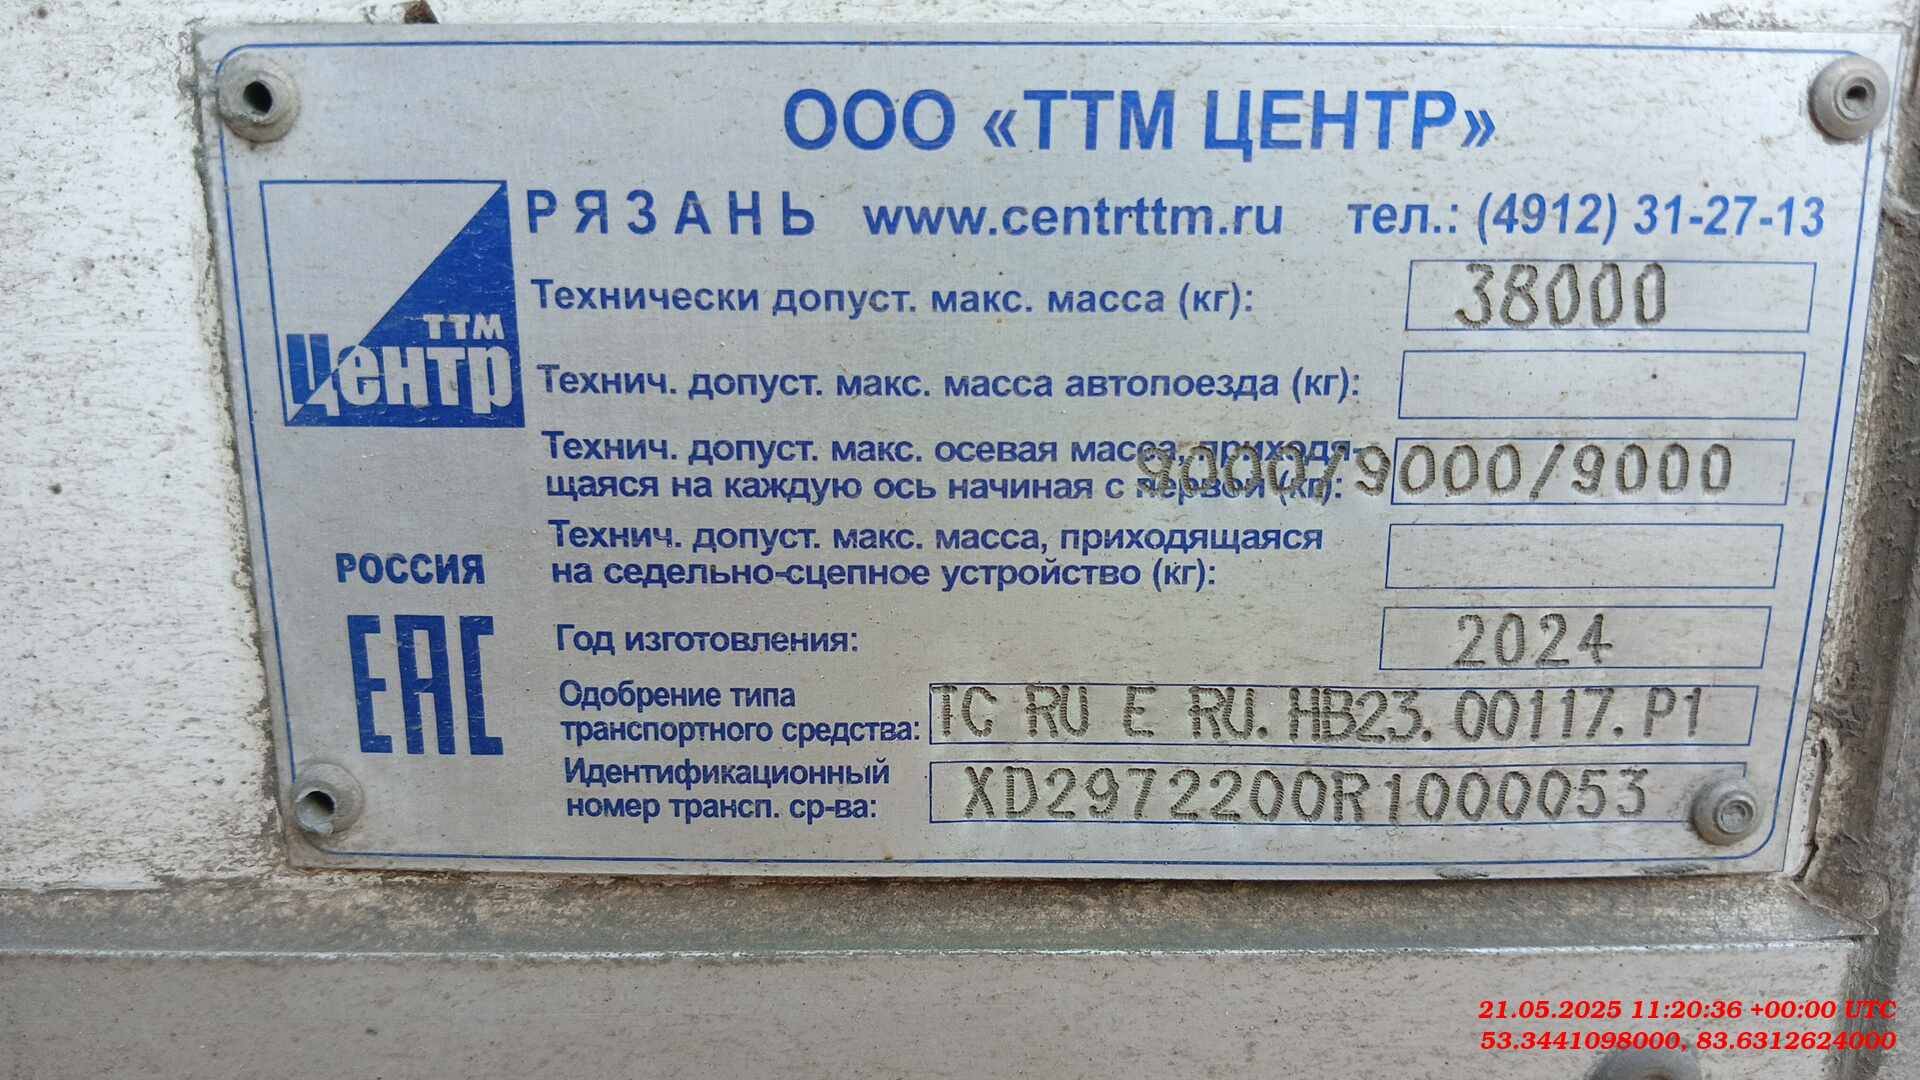 ООО «ТТМ ЦЕНТР»
РЯЗАНЬ www.centrttm.ru тел.: (4912) 31-27-13
ТТМ
Центр
Технически допуст. макс. масса (кг): 38000
Технич. допуст. макс. масса автопоезда (кг):
Технич. допуст. макс. осевая масса, приходя-
щаяся на каждую ось начиная с первой (кг): 9000/9000/9000
Технич. допуст. макс. масса, приходящаяся
на седельно-сцепное устройство (кг):
РОССИЯ
ЕАС
Год изготовления: 2024
Одобрение типа
транспортного средства: ТС RU Е RU.НВ23.00117.Р1
Идентификационный
номер трансп. ср-ва: XD2972200R1000053
21.05.2025 11:20:36 +00:00 UTC
53.3441098000, 83.6312624000